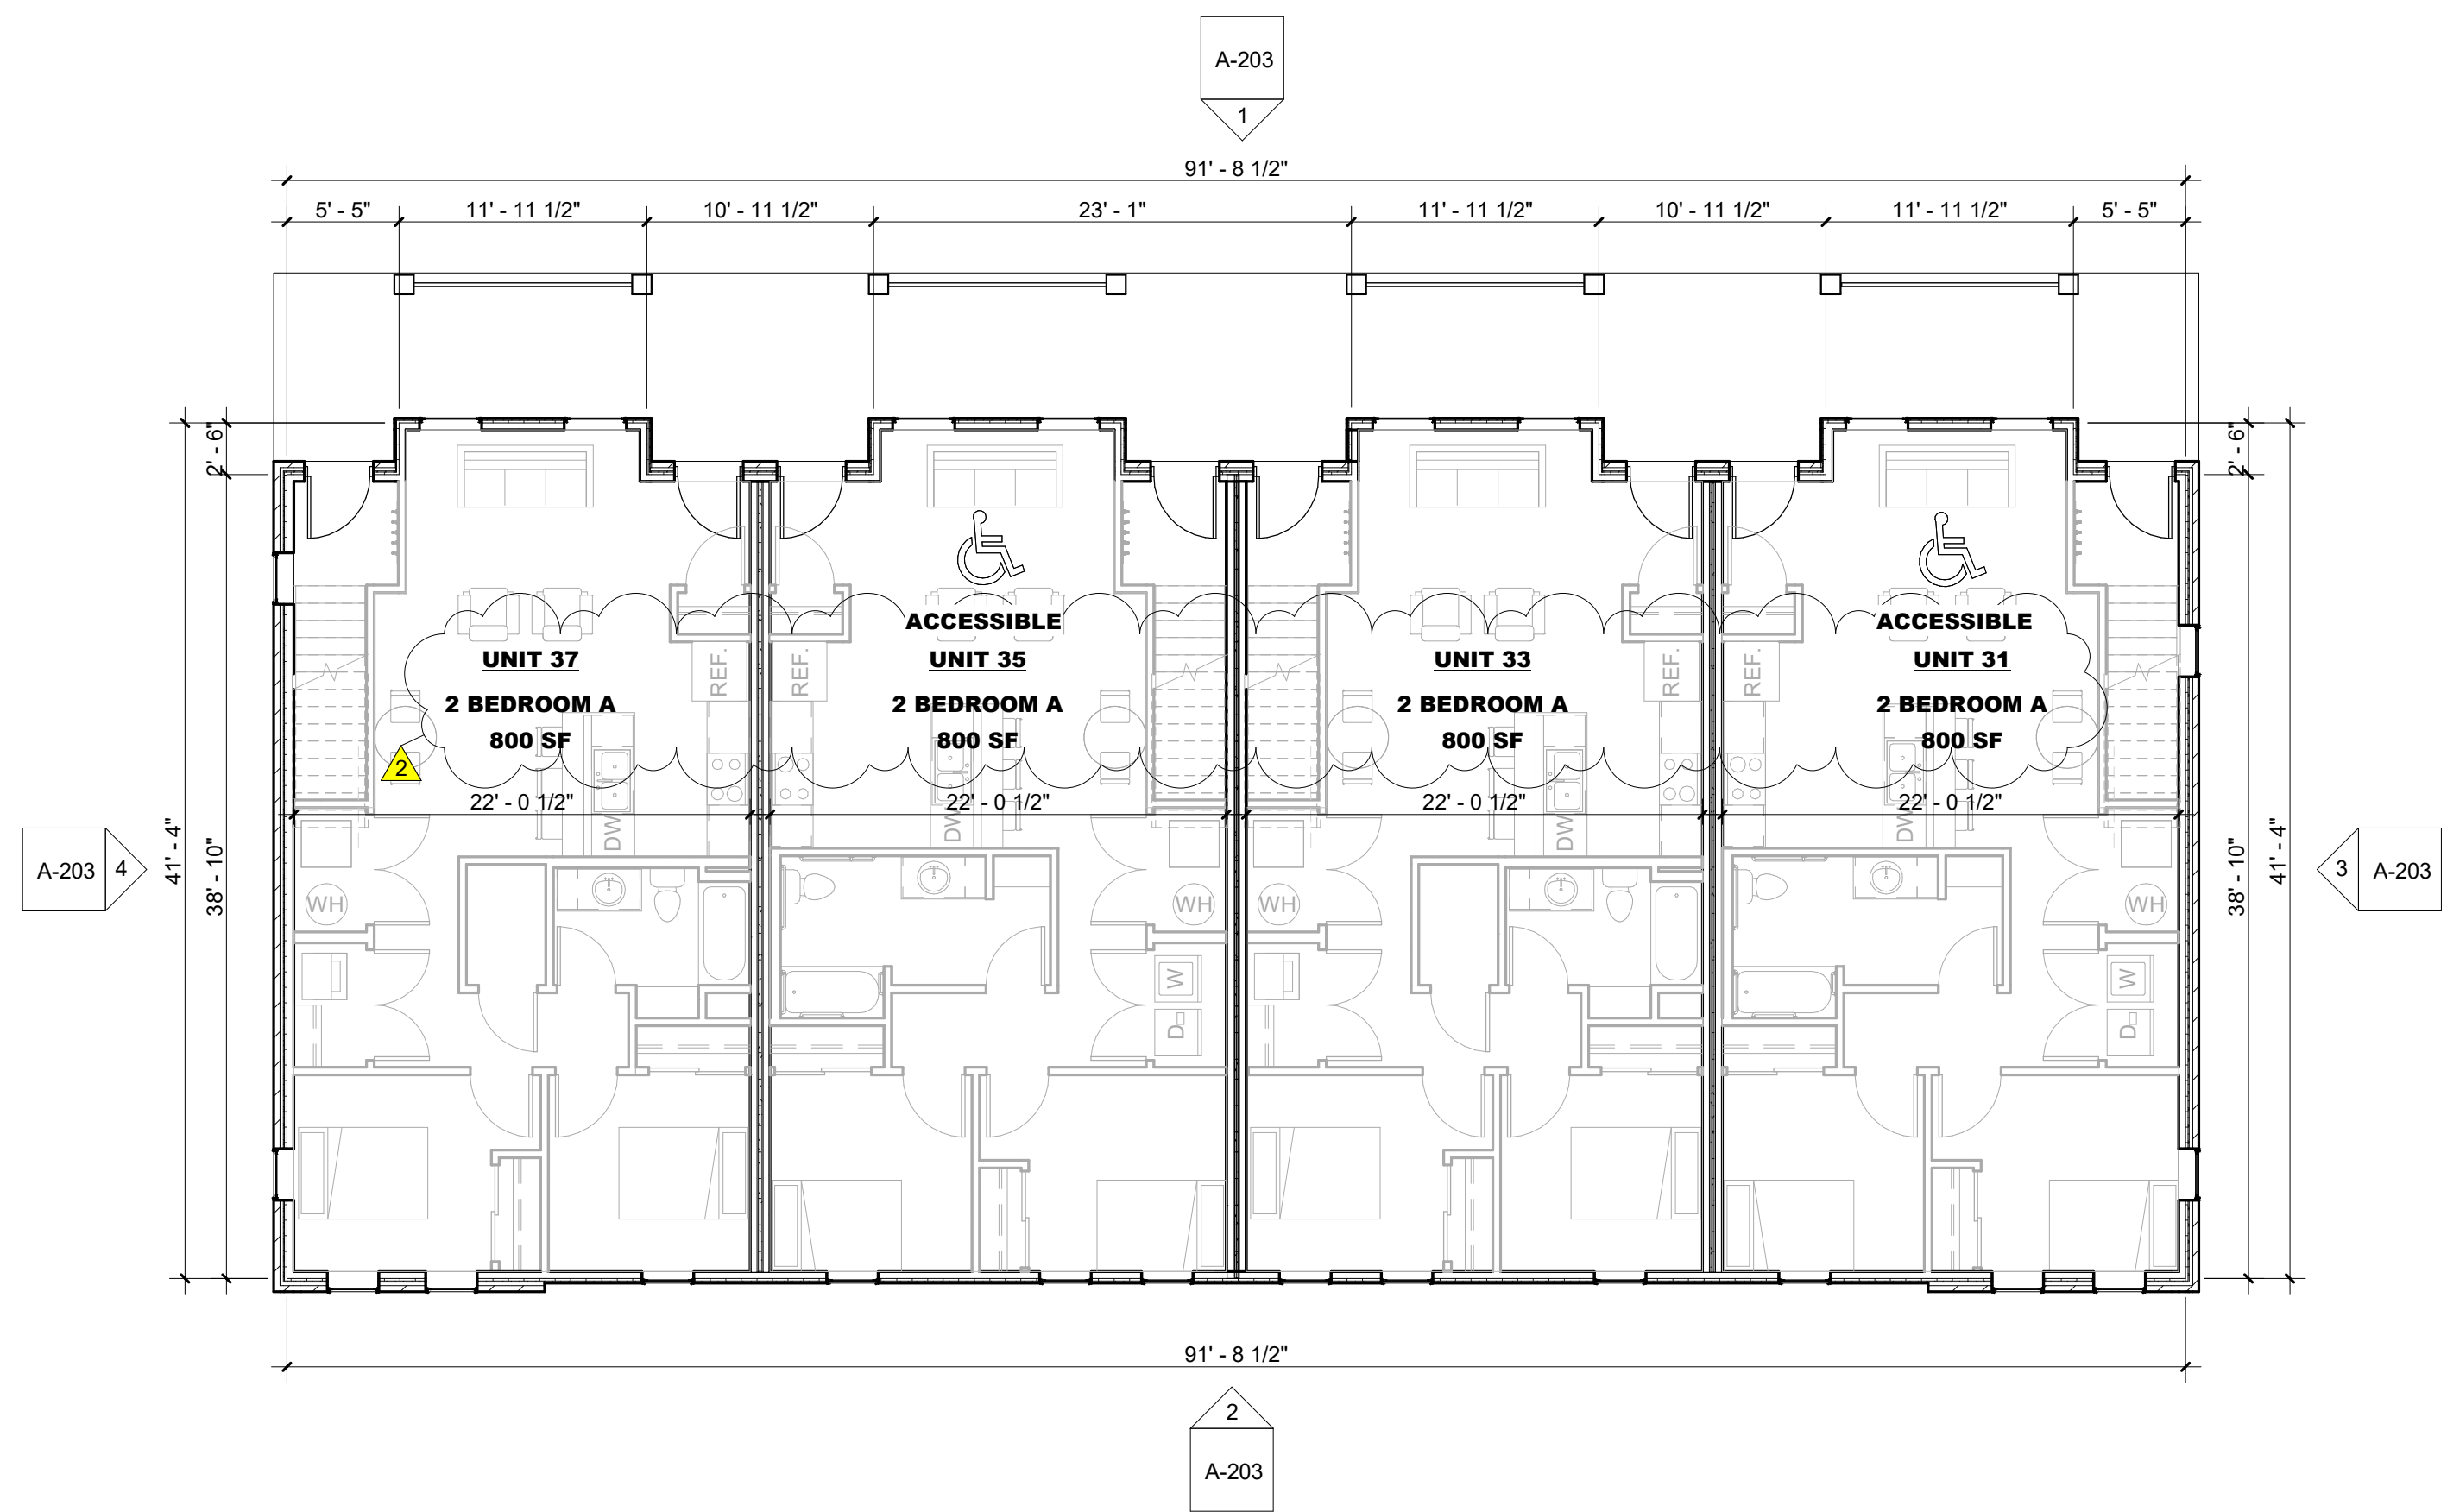 A-203
1
91' - 8 1/2"
5' - 5"
11' - 11 1/2"
10' - 11 1/2"
23' - 1"
11' - 11 1/2"
10' - 11 1/2"
11' - 11 1/2"
5' - 5"
2' - 6"
2' - 6"
ACCESSIBLE
ACCESSIBLE
UNIT 37
REF.
REF.
UNIT 35
UNIT 33
REF.
REF.
UNIT 31
2 BEDROOM A
2 BEDROOM A
2 BEDROOM A
2 BEDROOM A
800 SF
800 SF
800 SF
800 SF
2
22' - 0 1/2"
22' - 0 1/2"
22' - 0 1/2"
22' - 0 1/2"
DW
DW
DW
DW
A-203
4
41' - 4"
38' - 10"
38' - 10"
41' - 4"
3
A-203
WH
WH
WH
WH
W
W
D
D
91' - 8 1/2"
2
A-203